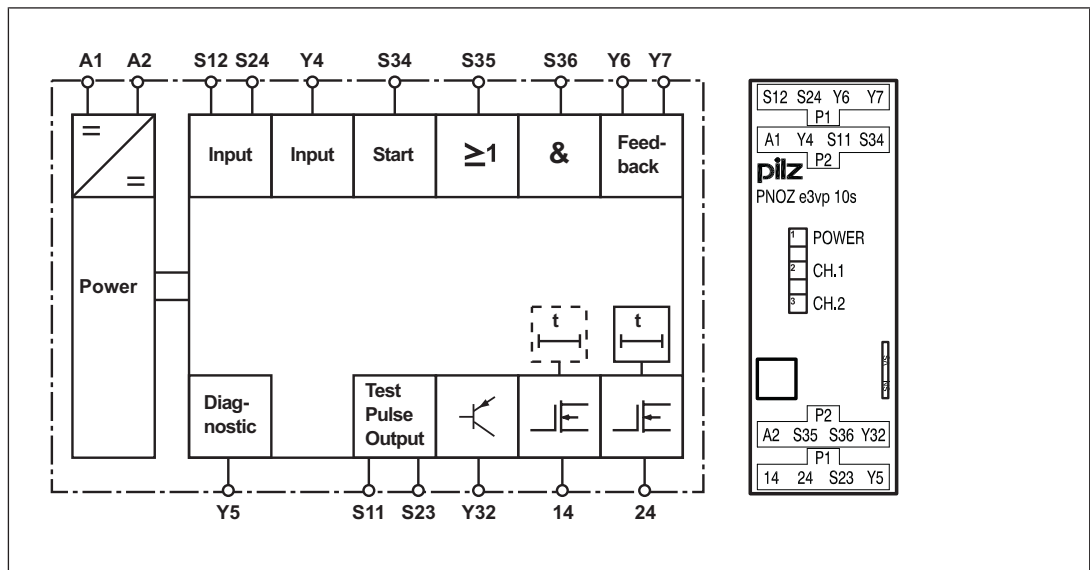 A1 A2 S12 S24 Y4 S34 S35 S36 Y6 Y7
=
=
Input Input Start ≥1 & Feed-
back
Power
t t
Diag-
nostic
Test
Pulse
Output
Y5 S11 S23 Y32 14 24
S12 S24 Y6 Y7
P1
A1 Y4 S11 S34
P2
pilz
PNOZ e3vp 10s
1 POWER
2 CH.1
3 CH.2
P2
A2 S35 S36 Y32
P1
14 24 S23 Y5